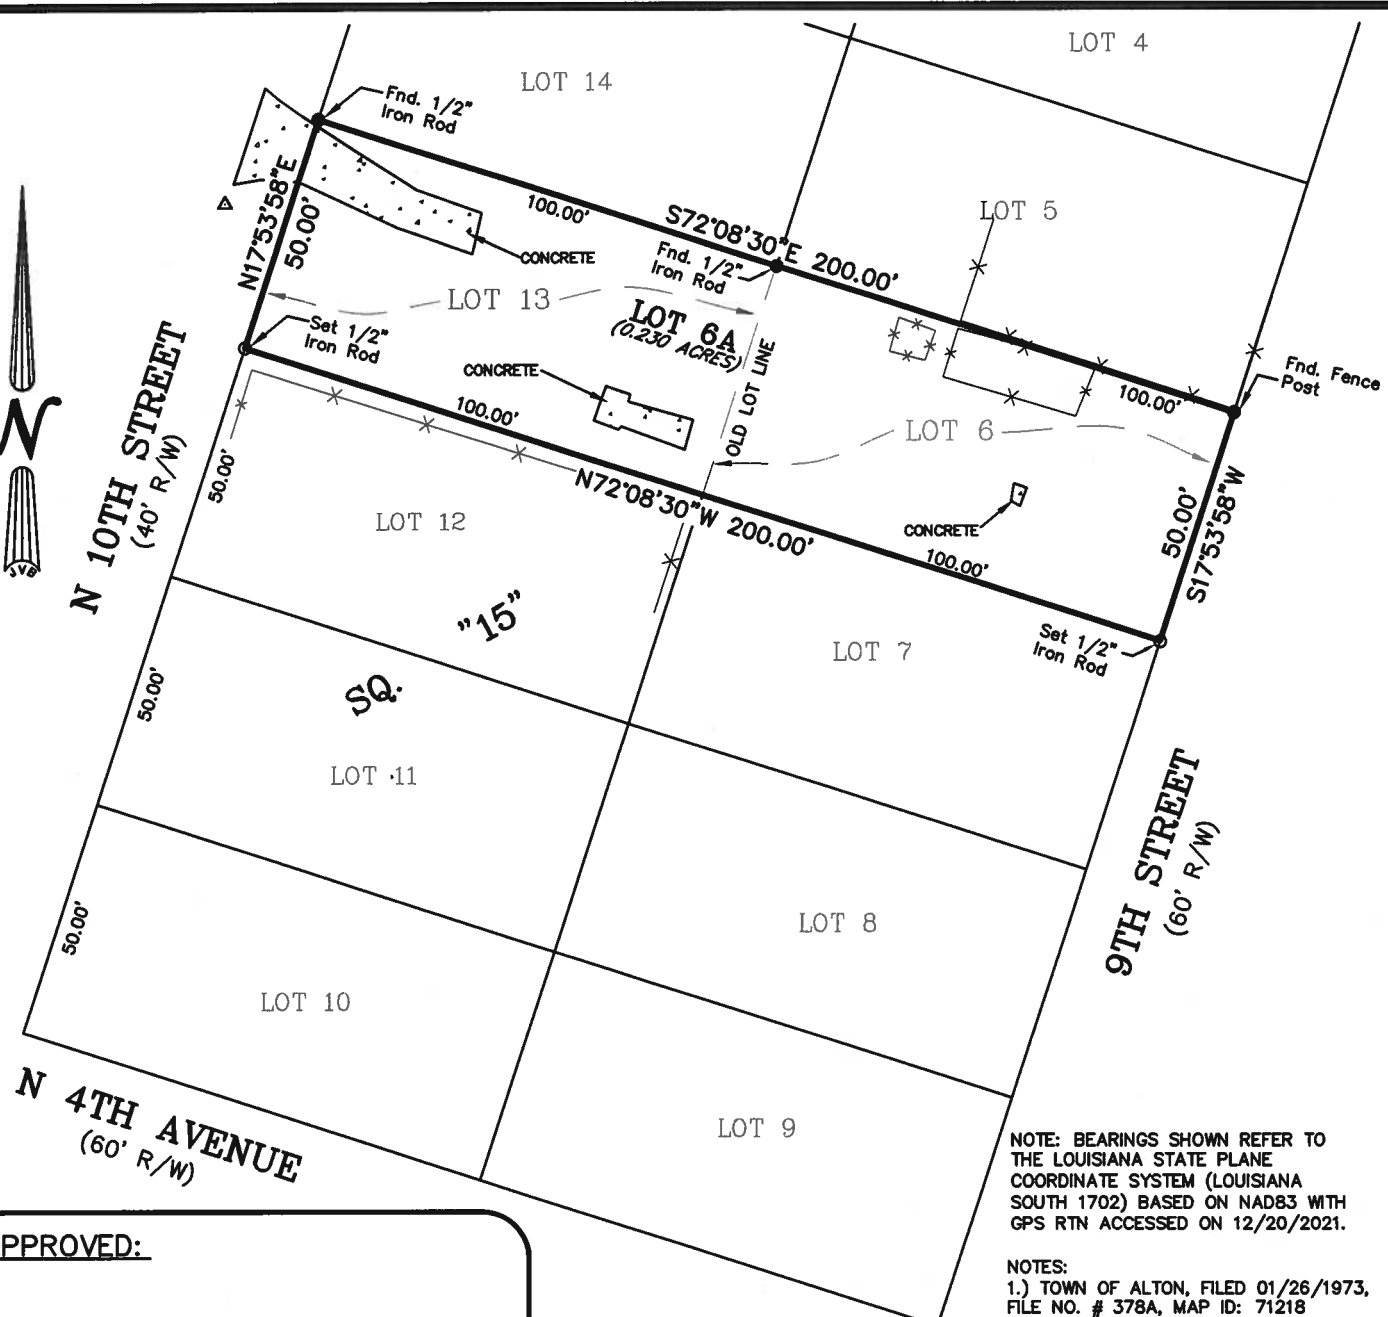 LOT 4
LOT 14
Fnd. 1/2"
Iron Rod
N17°53'58"E
50.00'
100.00'
S72°08'30"E 200.00'
LOT 5
CONCRETE
Fnd. 1/2"
Iron Rod
LOT 13
LOT 6A
(0.230 ACRES)
Set 1/2"
Iron Rod
CONCRETE
OLD LOT LINE
100.00'
Fnd. Fence
Post
100.00'
LOT 6
N
JVB
N 10TH STREET
(40' R/W)
50.00'
N72°08'30"W 200.00'
LOT 12
CONCRETE
100.00'
50.00'
S17°53'58"W
"15"
SQ.
LOT 7
Set 1/2"
Iron Rod
50.00'
LOT 11
9TH STREET
(60' R/W)
LOT 8
50.00'
LOT 10
N 4TH AVENUE
(60' R/W)
LOT 9
NOTE: BEARINGS SHOWN REFER TO
THE LOUISIANA STATE PLANE
COORDINATE SYSTEM (LOUISIANA
SOUTH 1702) BASED ON NAD83 WITH
GPS RTN ACCESSED ON 12/20/2021.
PPROVED:
NOTES:
1.) TOWN OF ALTON, FILED 01/26/1973,
FILE NO. # 378A, MAP ID: 71218